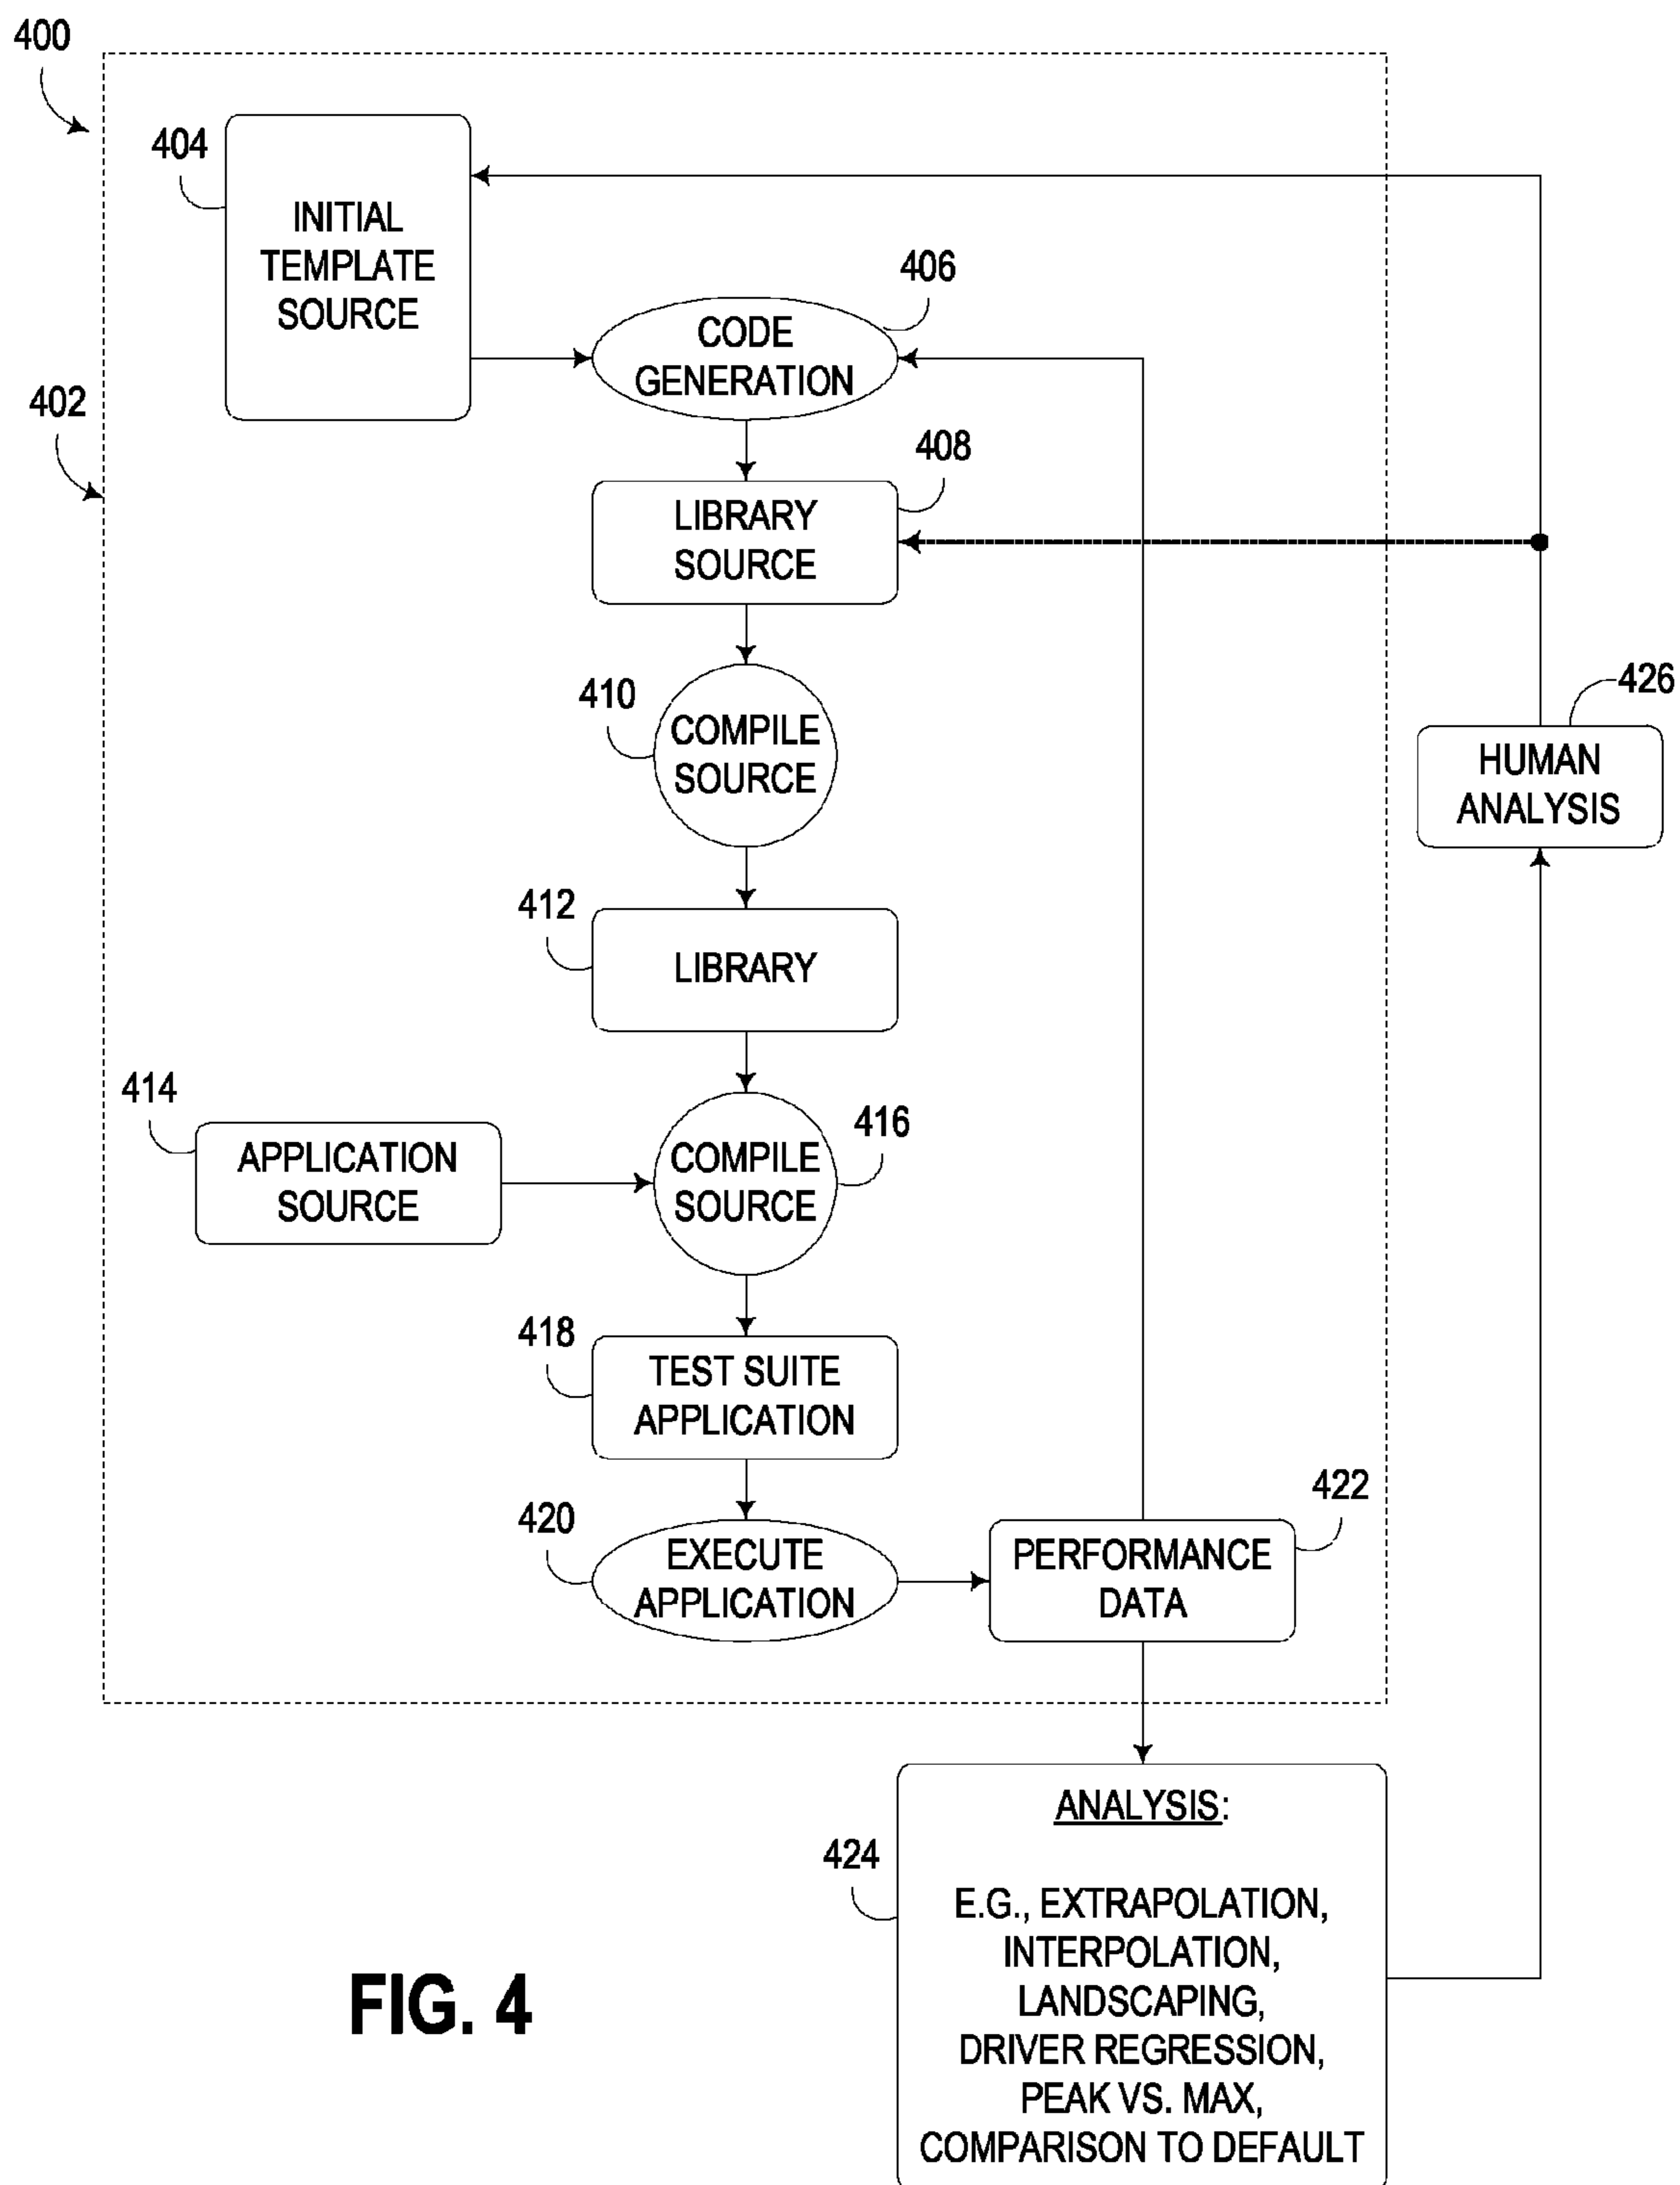 400
404
INITIAL
TEMPLATE
SOURCE
406
CODE
GENERATION
402
408
LIBRARY
SOURCE
410
COMPILE
SOURCE
426
HUMAN
ANALYSIS
412
LIBRARY
414
APPLICATION
SOURCE
416
COMPILE
SOURCE
418
TEST SUITE
APPLICATION
420
EXECUTE
APPLICATION
422
PERFORMANCE
DATA
424
ANALYSIS:
E.G., EXTRAPOLATION,
INTERPOLATION,
LANDSCAPING,
DRIVER REGRESSION,
PEAK VS. MAX,
COMPARISON TO DEFAULT
FIG. 4